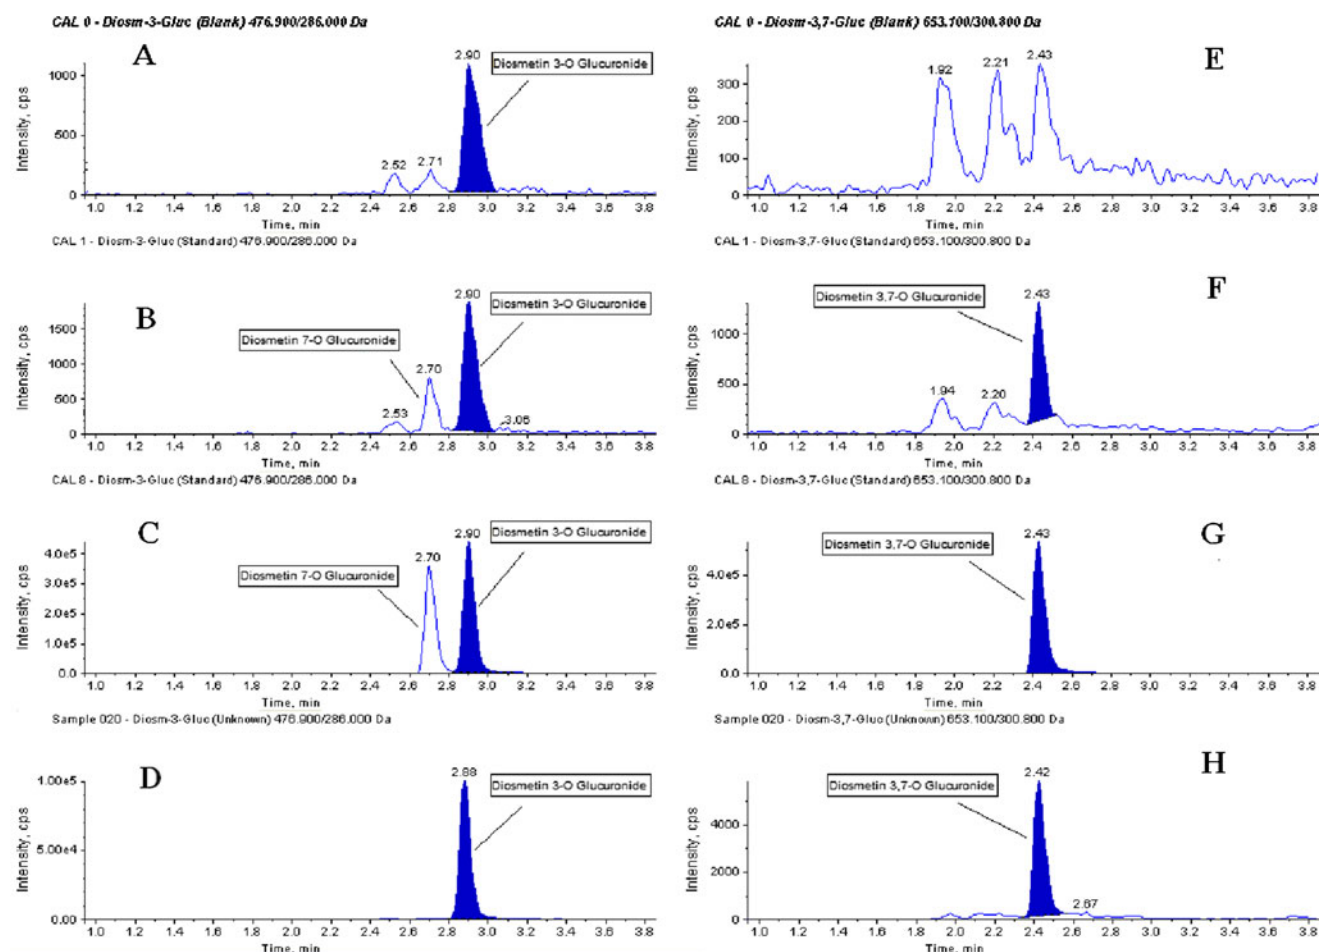 CAL 0 - Diosm-3-Gluc (Blank) 476.900/286.000 Da
A
2.90
Diosmetin 3-O Glucuronide
1000
500
0
2.52
2.71
Intensity, cps
1.0 1.4 1.6 1.8 2.0 2.2 2.4 2.6 2.8 3.0 3.2 3.4 3.6 3.8
Time, min
CAL 1 - Diosm-3-Gluc (Standard) 476.900/286.000 Da
B
2.90
Diosmetin 3-O Glucuronide
Diosmetin 7-O Glucuronide
1500
1000
500
0
2.53
2.70
3.05
Intensity, cps
1.0 1.4 1.6 1.8 2.0 2.2 2.4 2.6 2.8 3.0 3.2 3.4 3.6 3.8
Time, min
CAL 8 - Diosm-3-Gluc (Standard) 476.900/286.000 Da
C
2.90
Diosmetin 3-O Glucuronide
2.70
Diosmetin 7-O Glucuronide
4.0e5
3.0e5
2.0e5
1.0e5
0.0
Intensity, cps
1.0 1.4 1.6 1.8 2.0 2.2 2.4 2.6 2.8 3.0 3.2 3.4 3.6 3.8
Time, min
Sample 020 - Diosm-3-Gluc (Unknown) 476.900/286.000 Da
D
2.88
Diosmetin 3-O Glucuronide
1.00e5
5.00e4
0.00
Intensity, cps
1.0 1.4 1.6 1.8 2.0 2.2 2.4 2.6 2.8 3.0 3.2 3.4 3.6 3.8
Time, min
CAL 0 - Diosm-3,7-Gluc (Blank) 653.100/300.800 Da
E
1.92
2.21
2.43
300
200
100
0
Intensity, cps
1.0 1.2 1.4 1.6 1.8 2.0 2.2 2.4 2.6 2.8 3.0 3.2 3.4 3.6 3.8
Time, min
CAL 1 - Diosm-3,7-Gluc (Standard) 653.100/300.800 Da
F
Diosmetin 3,7-O Glucuronide
2.43
1000
500
0
1.94
2.20
Intensity, cps
1.0 1.2 1.4 1.6 1.8 2.0 2.2 2.4 2.6 2.8 3.0 3.2 3.4 3.6 3.8
Time, min
CAL 8 - Diosm-3,7-Gluc (Standard) 653.100/300.800 Da
G
2.43
Diosmetin 3,7-O Glucuronide
4.0e5
2.0e5
0.0
Intensity, cps
1.0 1.2 1.4 1.6 1.8 2.0 2.2 2.4 2.6 2.8 3.0 3.2 3.4 3.6 3.8
Time, min
Sample 020 - Diosm-3,7-Gluc (Unknown) 653.100/300.800 Da
H
2.42
Diosmetin 3,7-O Glucuronide
4000
2000
0
2.67
Intensity, cps
1.0 1.2 1.4 1.6 1.8 2.0 2.2 2.4 2.6 2.8 3.0 3.2 3.4 3.6 3.8
Time, min